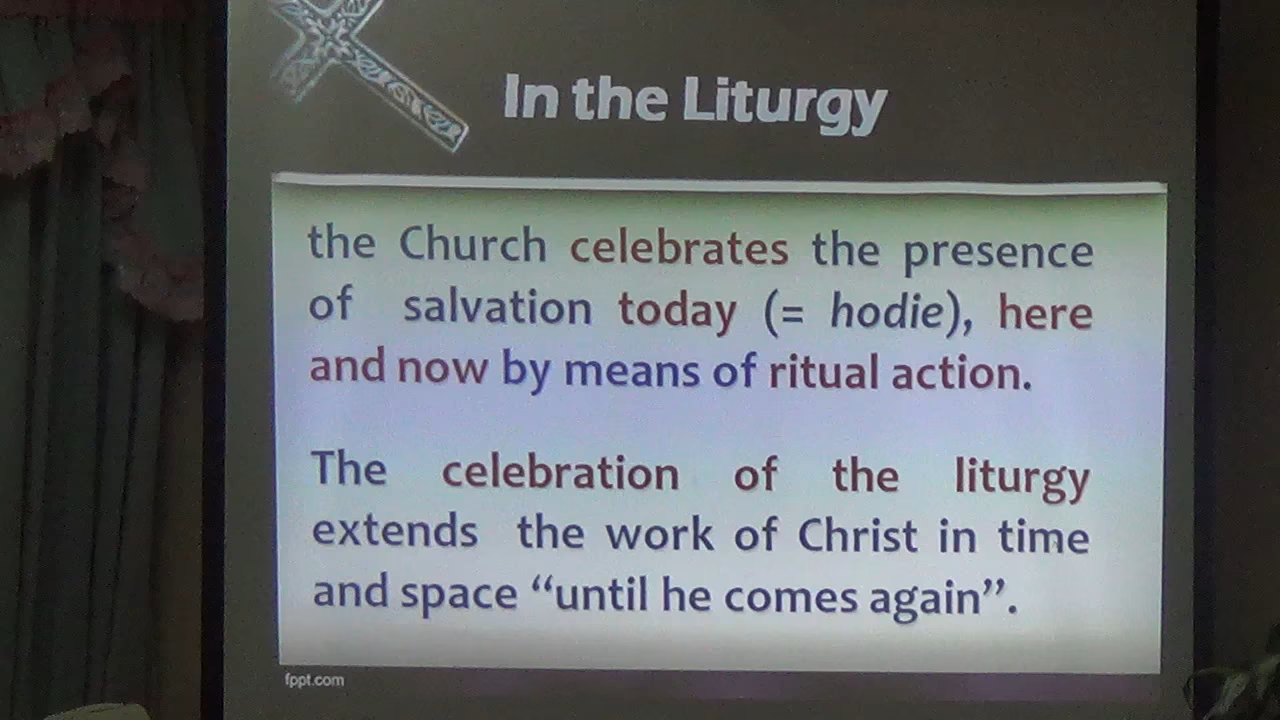 In the Liturgy
the Church celebrates the presence
of salvation today (= hodie), here
and now by means of ritual action.
The celebration of the liturgy
extends the work of Christ in time
and space “until he comes again”.
fppt.com